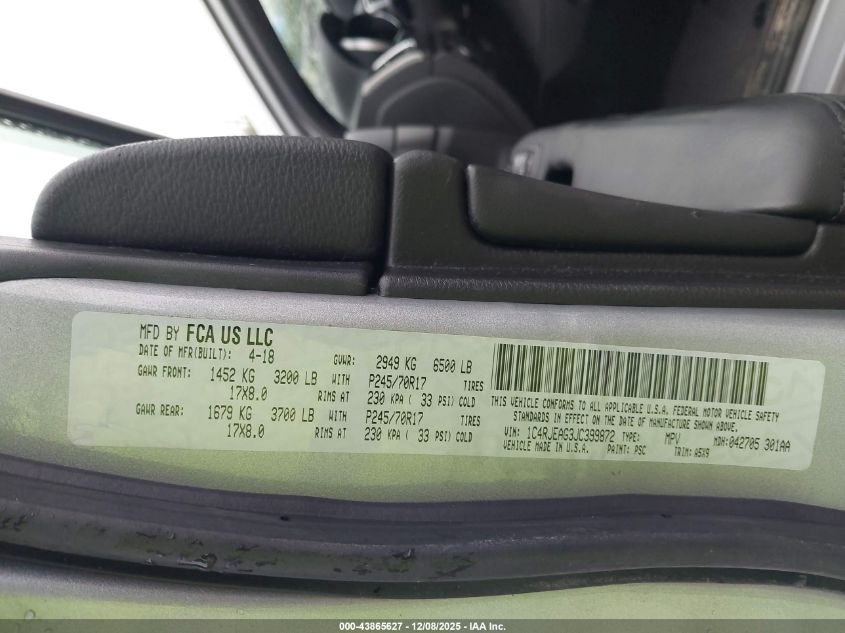 MFD BY FCA US LLC
DATE OF MFR(BUILT): 4-18 GVWR: 2949 KG 6500 LB
GAWR FRONT: 1452 KG 3200 LB WITH P245/70R17 TIRES
17X8.0 RIMS AT 230 KPA ( 33 PSI) COLD
GAWR REAR: 1679 KG 3700 LB WITH P245/70R17 TIRES
17X8.0 RIMS AT 230 KPA ( 33 PSI) COLD
THIS VEHICLE CONFORMS TO ALL APPLICABLE U.S.A. FEDERAL MOTOR VEHICLE SAFETY
STANDARDS IN EFFECT ON THE DATE OF MANUFACTURE SHOWN ABOVE.
VIN: 1C4RJEAG3JC399872 TYPE: MPV MDH: 042705 301AA
VEHICLE MADE IN U.S.A. PAINT: PSC TRIM: A5X9
000-43865627 - 12/08/2025 - IAA Inc.